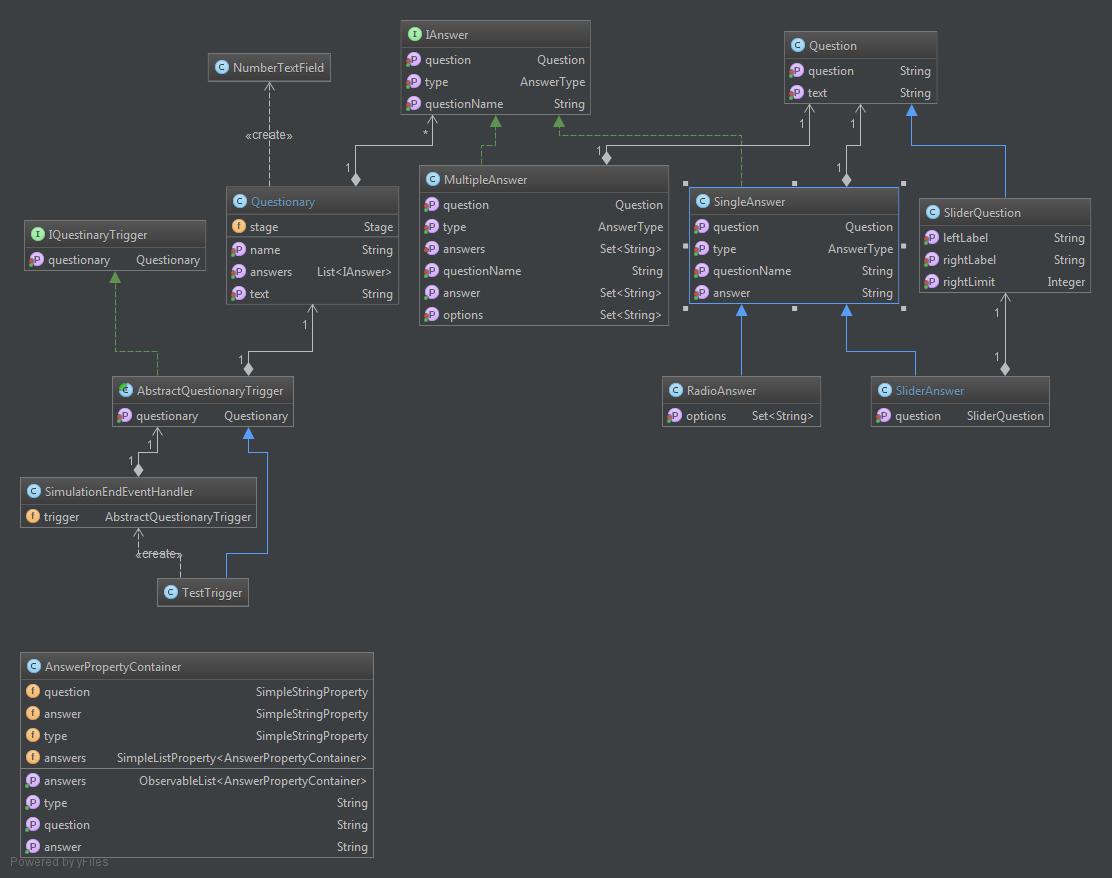 IAnswer
question Question
type AnswerType
questionName String
Question
question String
text String
NumberTextField
«create»
*
1
1
1
1
1
MultipleAnswer
question Question
type AnswerType
answers Set<String>
questionName String
answer Set<String>
options Set<String>
Questionary
stage Stage
name String
answers List<IAnswer>
text String
SingleAnswer
question Question
type AnswerType
questionName String
answer String
SliderQuestion
leftLabel String
rightLabel String
rightLimit Integer
IQuestinaryTrigger
questionary Questionary
1
1
1
1
AbstractQuestionaryTrigger
questionary Questionary
RadioAnswer
options Set<String>
SliderAnswer
question SliderQuestion
1
1
SimulationEndEventHandler
trigger AbstractQuestionaryTrigger
«create»
TestTrigger
AnswerPropertyContainer
question SimpleStringProperty
answer SimpleStringProperty
type SimpleStringProperty
answers SimpleListProperty<AnswerPropertyContainer>
answers ObservableList<AnswerPropertyContainer>
type String
question String
answer String
Powered by yFiles